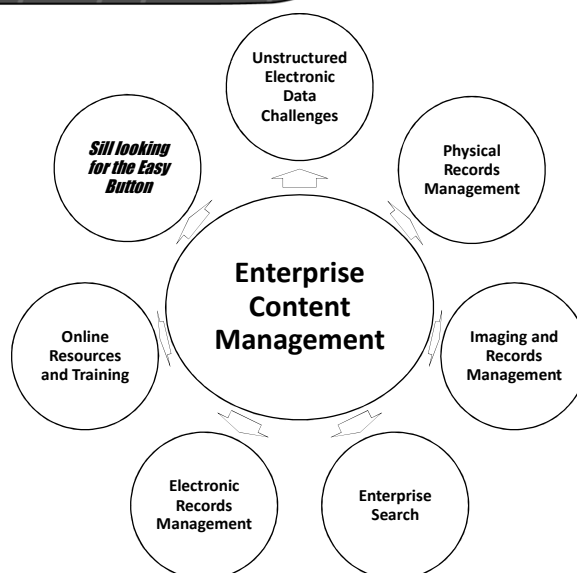 Unstructured
Electronic
Data
Challenges
Sill looking
for the Easy
Button
Physical
Records
Management
Enterprise
Content
Management
Online
Resources
and Training
Imaging and
Records
Management
Electronic
Records
Management
Enterprise
Search